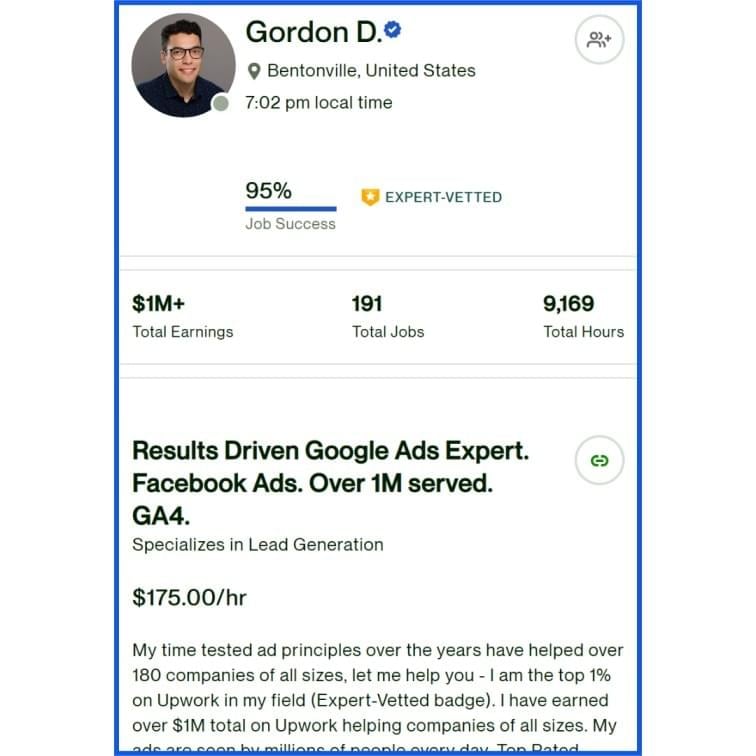 Gordon D.
Bentonville, United States
7:02 pm local time
95%
Job Success
EXPERT-VETTED
$1M+
Total Earnings
191
Total Jobs
9,169
Total Hours
Results Driven Google Ads Expert.
Facebook Ads. Over 1M served.
GA4.
Specializes in Lead Generation
$175.00/hr
My time tested ad principles over the years have helped over
180 companies of all sizes, let me help you - I am the top 1%
on Upwork in my field (Expert-Vetted badge). I have earned
over $1M total on Upwork helping companies of all sizes. My
ads are seen by millions of people every day. Top Rated